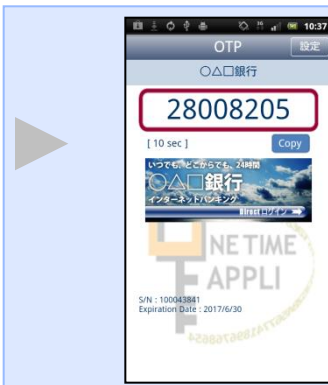 10:37
OTP
設定
○△□銀行
28008205
[ 10 sec ]
Copy
いつでも、どこからでも、24時間
○△□銀行
インターネットバンキング
Direct ログイン
NE TIME
APPLI
S/N : 100043841
Expiration Date : 2017/6/30